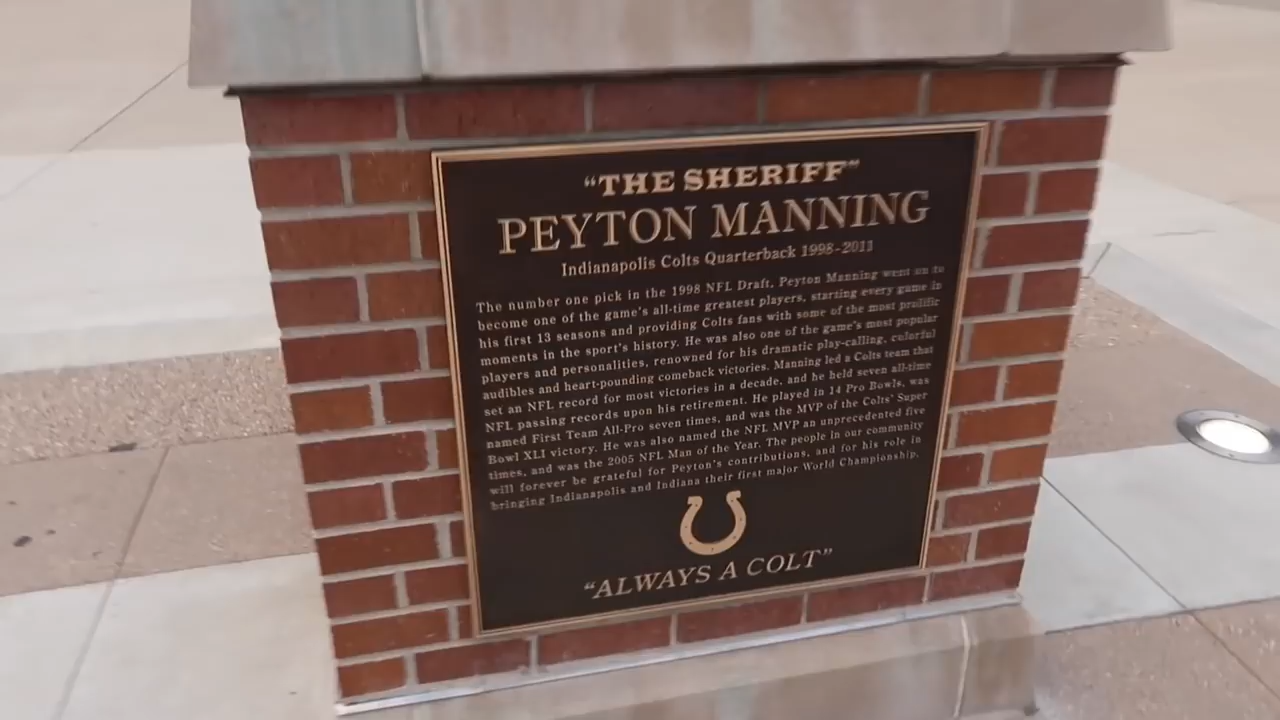 “THE SHERIFF”
PEYTON MANNING
Indianapolis Colts Quarterback 1998-2011
The number one pick in the 1998 NFL Draft, Peyton Manning went on to
become one of the game's all-time greatest players, starting every game in
his first 13 seasons and providing Colts fans with some of the most prolific
moments in the sport's history. He was also one of the game's most popular
players and personalities, renowned for his dramatic play-calling, colorful
audibles and heart-pounding comeback victories. Manning led a Colts team that
set an NFL record for most victories in a decade, and he held seven all-time
NFL passing records upon his retirement. He played in 14 Pro Bowls, was
named First Team All-Pro seven times, and was the MVP of the Colts' Super
Bowl XLI victory. He was also named the NFL MVP an unprecedented five
times, and was the 2005 NFL Man of the Year. The people in our community
will forever be grateful for Peyton's contributions, and for his role in
bringing Indianapolis and Indiana their first major World Championship.
“ALWAYS A COLT”